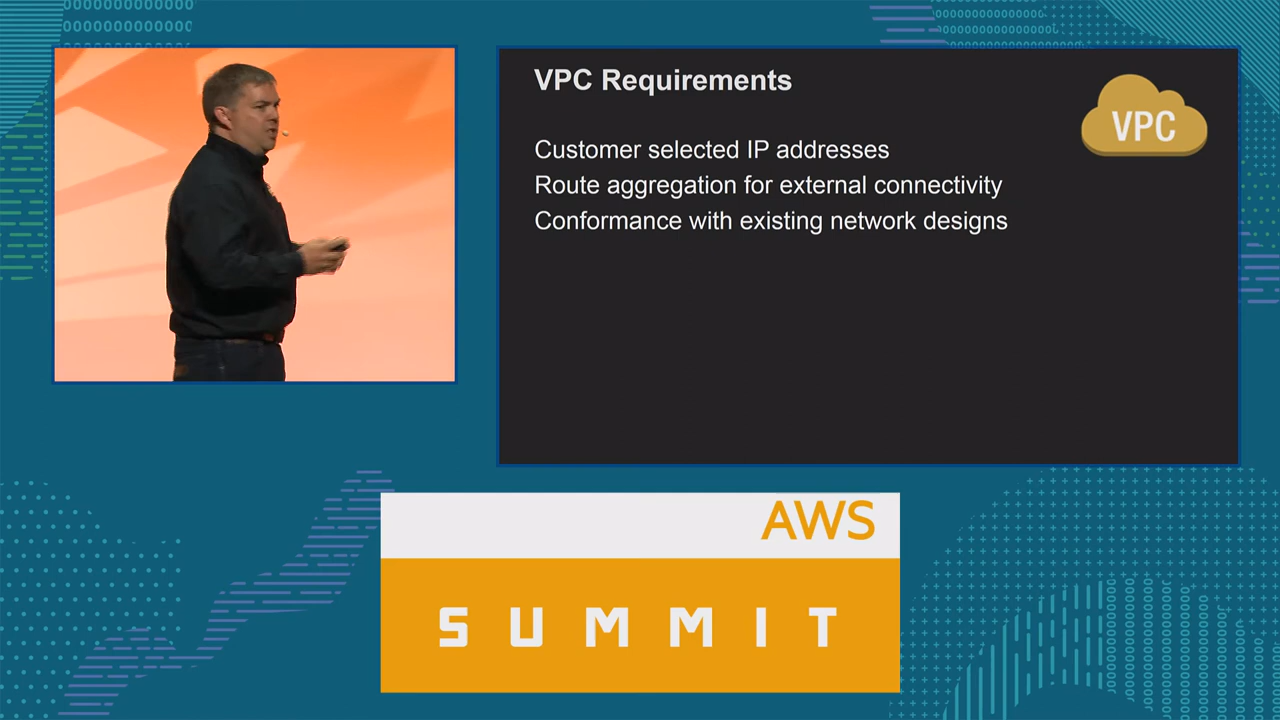 VPC Requirements
VPC
Customer selected IP addresses
Route aggregation for external connectivity
Conformance with existing network designs
AWS
SUMMIT